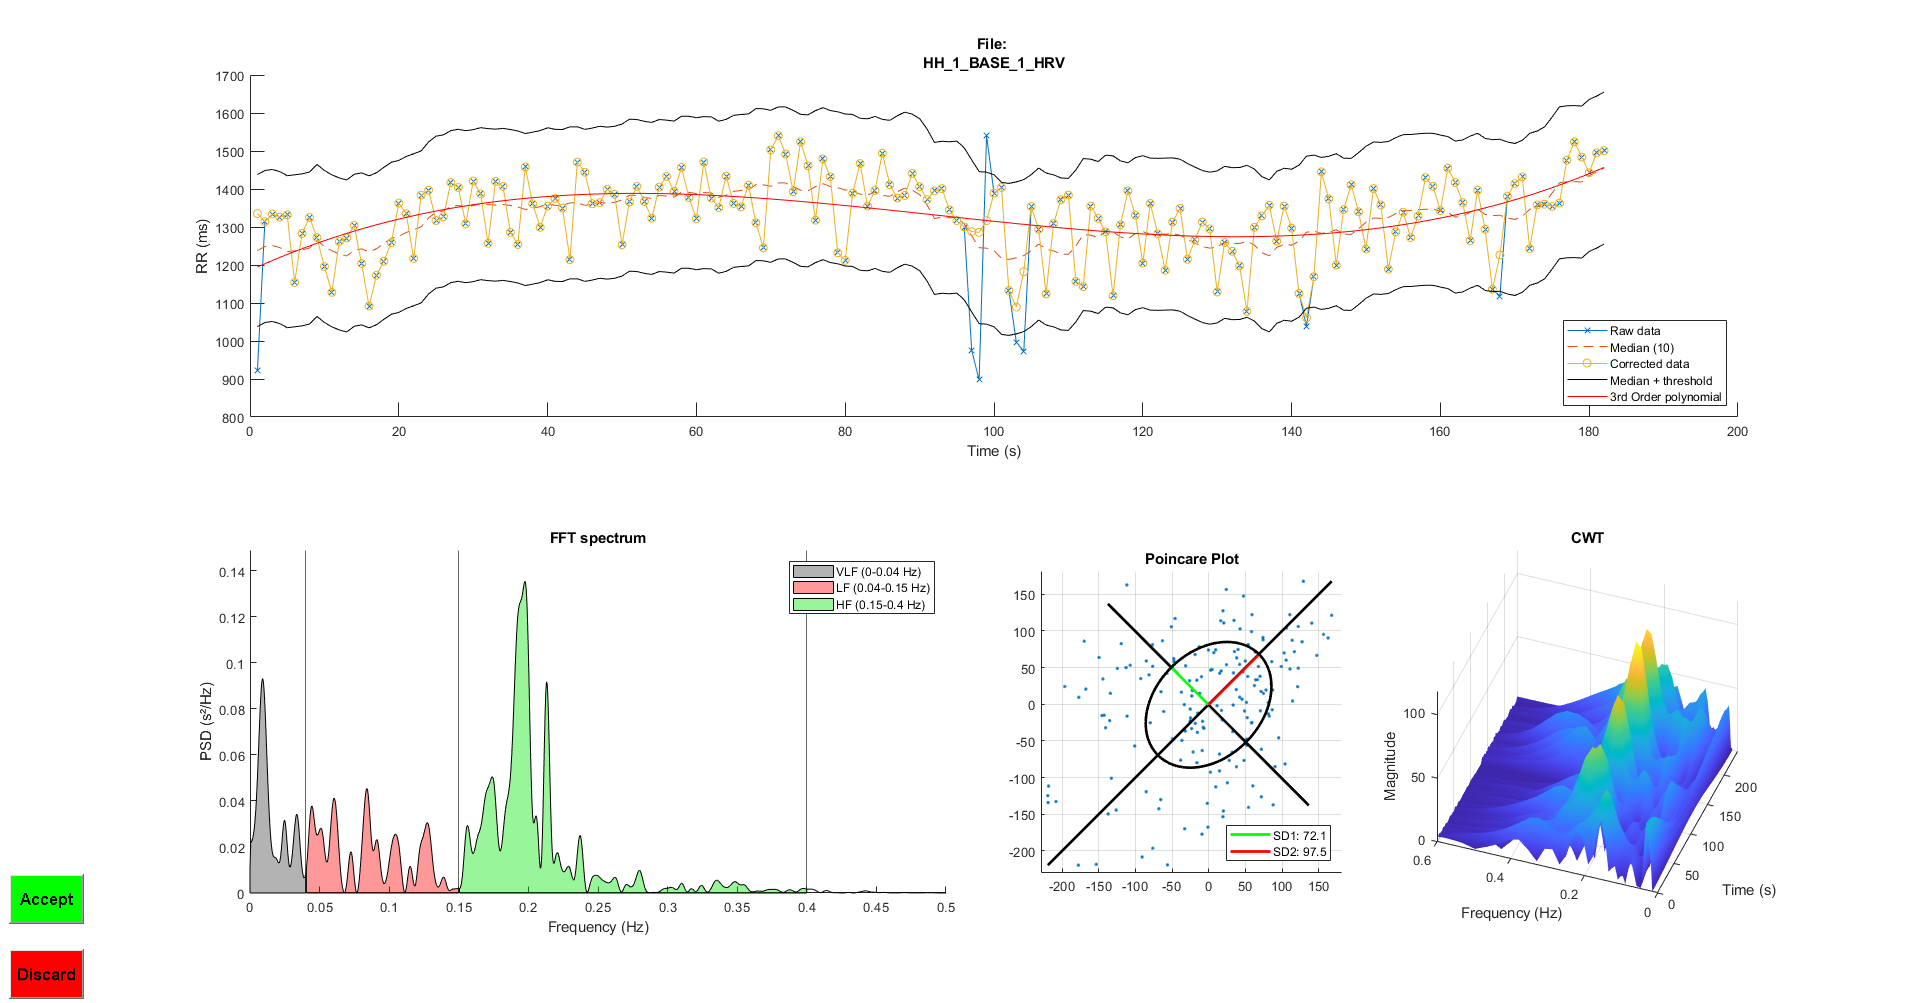 File:
HH_1_BASE_1_HRV
1700
1600
1500
1400
1300
1200
1100
1000
900
800
RR (ms)
0 20 40 60 80 100 120 140 160 180 200
Time (s)
Raw data
Median (10)
Corrected data
Median + threshold
3rd Order polynomial
FFT spectrum
0.14
0.12
0.1
0.08
0.06
0.04
0.02
0
PSD (s²/Hz)
0 0.05 0.1 0.15 0.2 0.25 0.3 0.35 0.4 0.45 0.5
Frequency (Hz)
VLF (0-0.04 Hz)
LF (0.04-0.15 Hz)
HF (0.15-0.4 Hz)
Poincare Plot
150
100
50
0
-50
-100
-150
-200
-200 -150 -100 -50 0 50 100 150
SD1: 72.1
SD2: 97.5
CWT
100
50
0
Magnitude
0.6 0.4 0.2 0
Frequency (Hz)
0 50 100 150 200
Time (s)
Accept
Discard